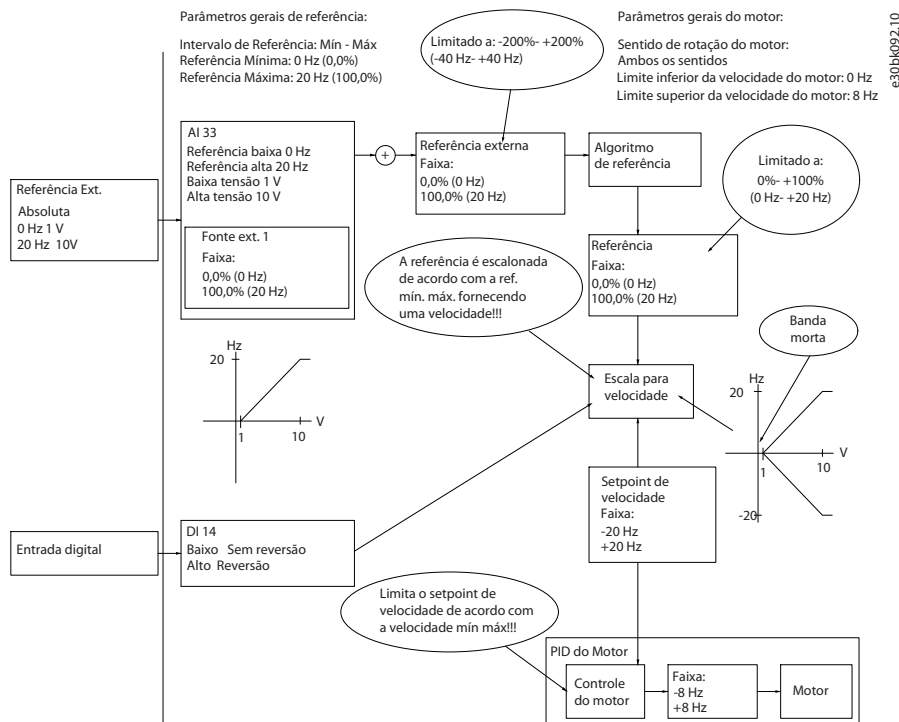 Parâmetros gerais de referência:
Intervalo de Referência: Mín - Máx
Referência Mínima: 0 Hz (0,0%)
Referência Máxima: 20 Hz (100,0%)
Limitado a: -200%- +200%
(-40 Hz- +40 Hz)
Parâmetros gerais do motor:
Sentido de rotação do motor:
Ambos os sentidos
Limite inferior da velocidade do motor: 0 Hz
Limite superior da velocidade do motor: 8 Hz
e30bk092.10
Referência Ext.
Absoluta
0 Hz 1 V
20 Hz 10V
AI 33
Referência baixa 0 Hz
Referência alta 20 Hz
Baixa tensão 1 V
Alta tensão 10 V
Fonte ext. 1
Faixa:
0,0% (0 Hz)
100,0% (20 Hz)
+
Referência externa
Faixa:
0,0% (0 Hz)
100,0% (20 Hz)
Algoritmo
de referência
Limitado a:
0%- +100%
(0 Hz- +20 Hz)
Referência
Faixa:
0,0% (0 Hz)
100,0% (20 Hz)
A referência é escalonada
de acordo com a ref.
mín. máx. fornecendo
uma velocidade!!!
Banda
morta
Hz
20
V
1
10
Escala para
velocidade
Hz
20
V
1
10
-20
Setpoint de
velocidade
Faixa:
-20 Hz
+20 Hz
Entrada digital
DI 14
Baixo Sem reversão
Alto Reversão
Limita o setpoint de
velocidade de acordo com
a velocidade mín máx!!!
PID do Motor
Controle
do motor
Faixa:
-8 Hz
+8 Hz
Motor